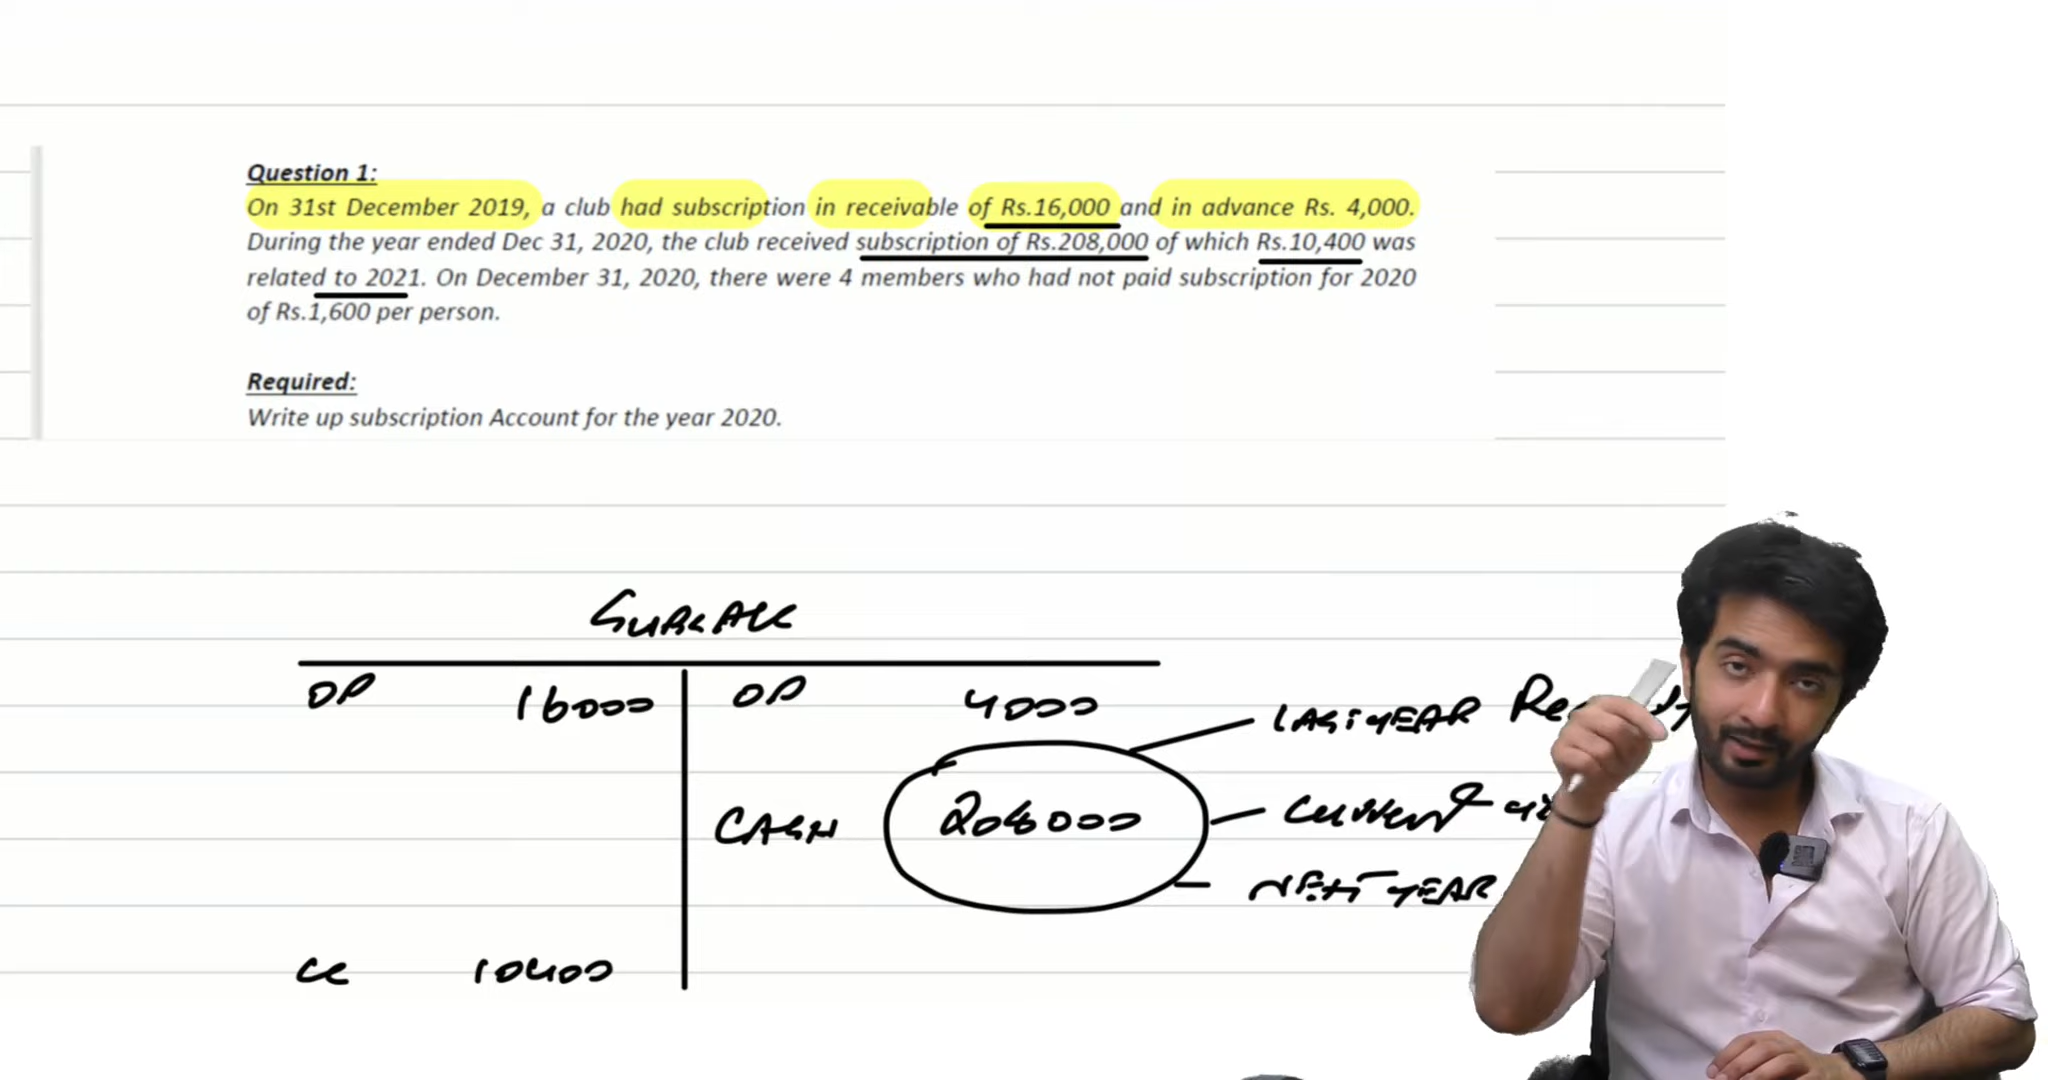 Question 1:
On 31st December 2019, a club had subscription in receivable of Rs.16,000 and in advance Rs. 4,000.
During the year ended Dec 31, 2020, the club received subscription of Rs.208,000 of which Rs.10,400 was
related to 2021. On December 31, 2020, there were 4 members who had not paid subscription for 2020
of Rs.1,600 per person.
Required:
Write up subscription Account for the year 2020.
OP 16000 OP 4000
LAST YEAR
CASH 208000 Current
NEXT YEAR
10400